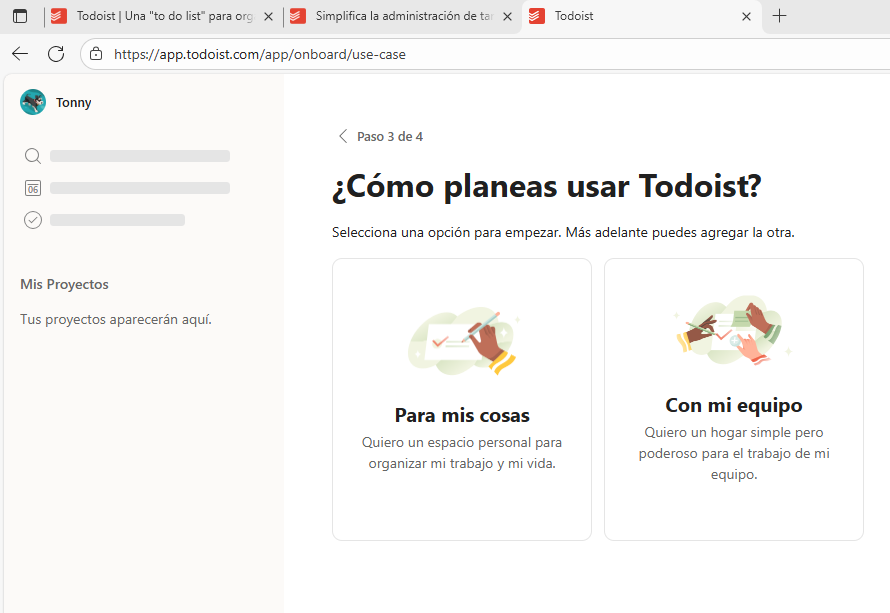 Todoist | Una "to do list" para org
Simplifica la administración de tar
Todoist
https://app.todoist.com/app/onboard/use-case
Tonny
06
Mis Proyectos
Tus proyectos aparecerán aquí.
Paso 3 de 4
¿Cómo planeas usar Todoist?
Selecciona una opción para empezar. Más adelante puedes agregar la otra.
Para mis cosas
Quiero un espacio personal para
organizar mi trabajo y mi vida.
Con mi equipo
Quiero un hogar simple pero
poderoso para el trabajo de mi
equipo.